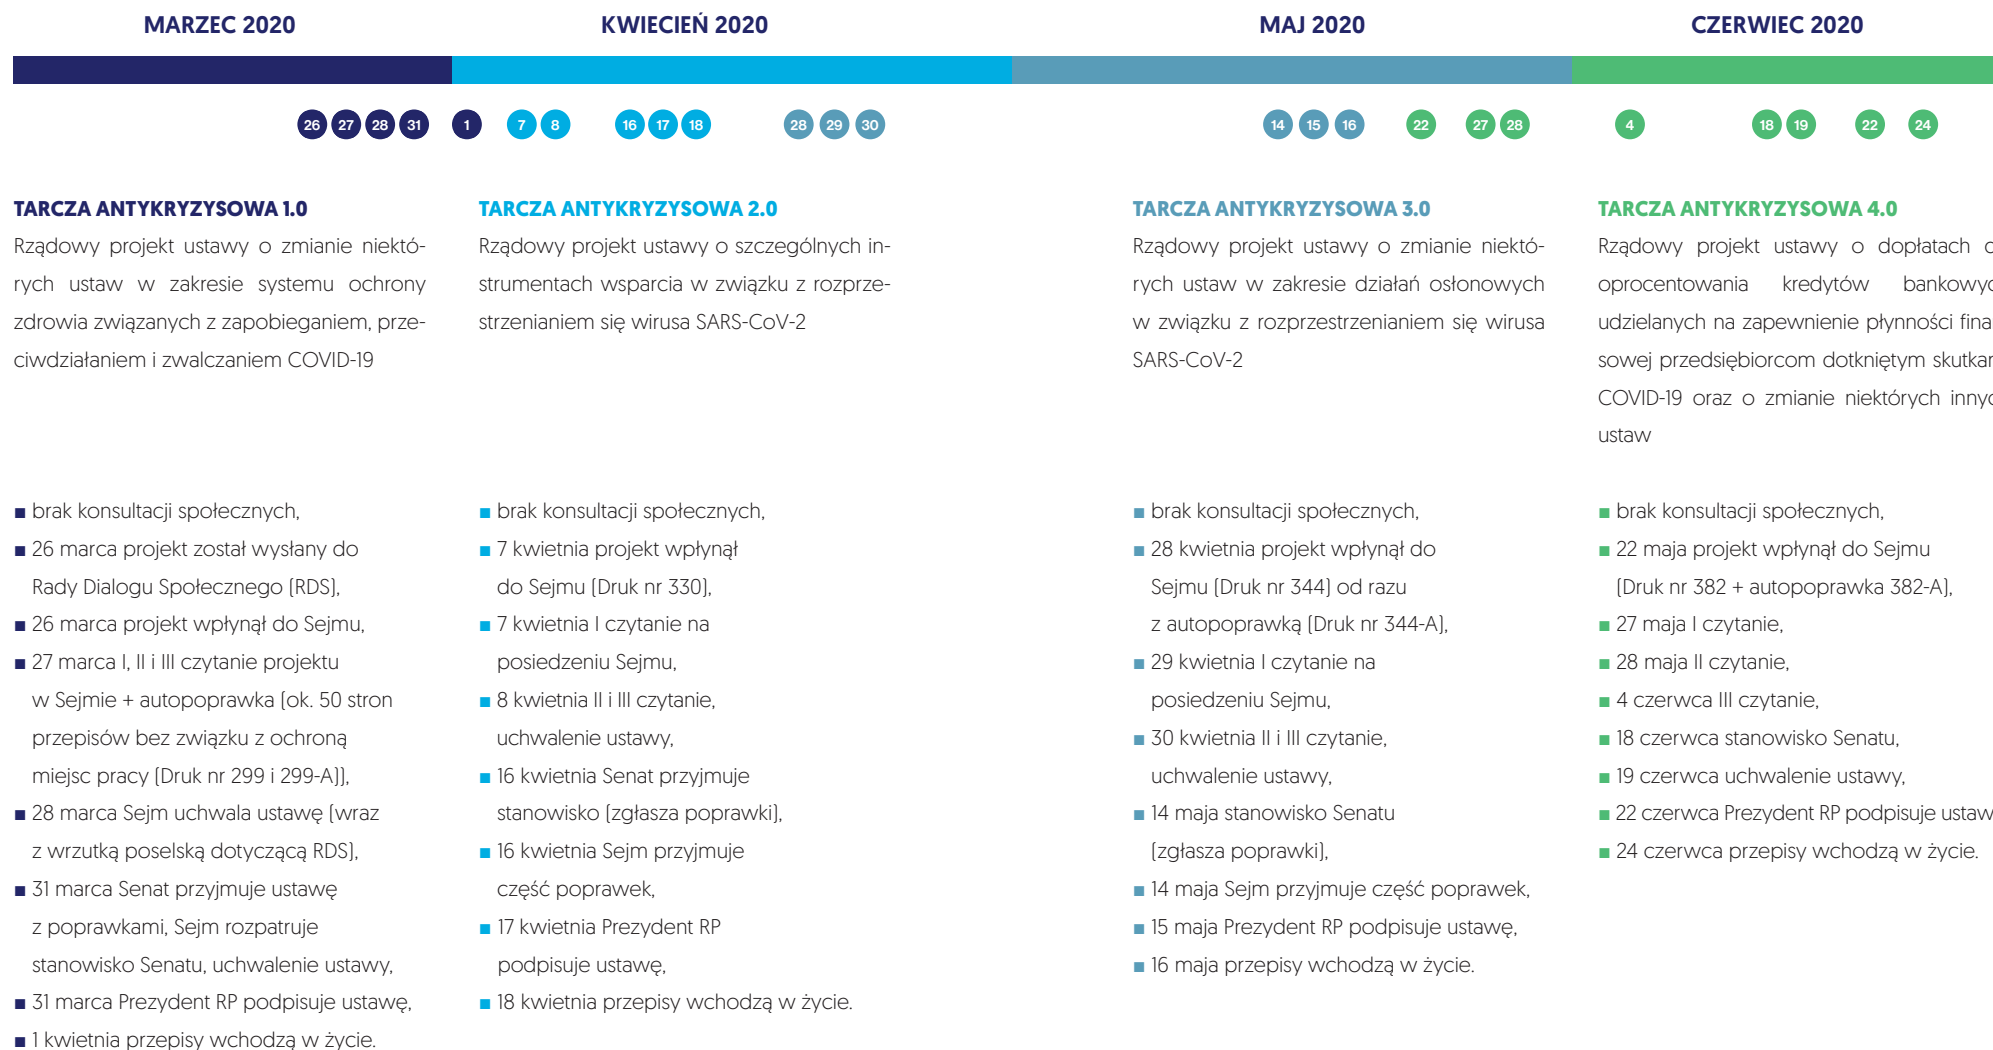 MARZEC 2020
KWIECIEŃ 2020
MAJ 2020
CZERWIEC 2020
26 27 28 31 1 7 8 16 17 18 28 29 30 14 15 16 22 27 28 4 18 19 22 24
TARCZA ANTYKRYZYSOWA 1.0
Rządowy projekt ustawy o zmianie niektó-
rych ustaw w zakresie systemu ochrony
zdrowia związanych z zapobieganiem, prze-
ciwdziałaniem i zwalczaniem COVID-19
■ brak konsultacji społecznych,
■ 26 marca projekt został wysłany do
Rady Dialogu Społecznego (RDS),
■ 26 marca projekt wpłynął do Sejmu,
■ 27 marca I, II i III czytanie projektu
w Sejmie + autopoprawka (ok. 50 stron
przepisów bez związku z ochroną
miejsc pracy (Druk nr 299 i 299-A)),
■ 28 marca Sejm uchwala ustawę (wraz
z wrzutką poselską dotyczącą RDS),
■ 31 marca Senat przyjmuje ustawę
z poprawkami, Sejm rozpatruje
stanowisko Senatu, uchwalenie ustawy,
■ 31 marca Prezydent RP podpisuje ustawę,
■ 1 kwietnia przepisy wchodzą w życie.
TARCZA ANTYKRYZYSOWA 2.0
Rządowy projekt ustawy o szczególnych in-
strumentach wsparcia w związku z rozprze-
strzenianiem się wirusa SARS-CoV-2
■ brak konsultacji społecznych,
■ 7 kwietnia projekt wpłynął
do Sejmu (Druk nr 330),
■ 7 kwietnia I czytanie na
posiedzeniu Sejmu,
■ 8 kwietnia II i III czytanie,
uchwalenie ustawy,
■ 16 kwietnia Senat przyjmuje
stanowisko (zgłasza poprawki),
■ 16 kwietnia Sejm przyjmuje
część poprawek,
■ 17 kwietnia Prezydent RP
podpisuje ustawę,
■ 18 kwietnia przepisy wchodzą w życie.
TARCZA ANTYKRYZYSOWA 3.0
Rządowy projekt ustawy o zmianie niektó-
rych ustaw w zakresie działań osłonowych
w związku z rozprzestrzenianiem się wirusa
SARS-CoV-2
■ brak konsultacji społecznych,
■ 28 kwietnia projekt wpłynął do
Sejmu (Druk nr 344) od razu
z autopoprawką (Druk nr 344-A),
■ 29 kwietnia I czytanie na
posiedzeniu Sejmu,
■ 30 kwietnia II i III czytanie,
uchwalenie ustawy,
■ 14 maja stanowisko Senatu
(zgłasza poprawki),
■ 14 maja Sejm przyjmuje część poprawek,
■ 15 maja Prezydent RP podpisuje ustawę,
■ 16 maja przepisy wchodzą w życie.
TARCZA ANTYKRYZYSOWA 4.0
Rządowy projekt ustawy o dopłatach
oprocentowania kredytów bankowyc
udzielanych na zapewnienie płynności finan
sowej przedsiębiorcom dotkniętym skutkam
COVID-19 oraz o zmianie niektórych innyc
ustaw
■ brak konsultacji społecznych,
■ 22 maja projekt wpłynął do Sejmu
(Druk nr 382 + autopoprawka 382-A),
■ 27 maja I czytanie,
■ 28 maja II czytanie,
■ 4 czerwca III czytanie,
■ 18 czerwca stanowisko Senatu,
■ 19 czerwca uchwalenie ustawy,
■ 22 czerwca Prezydent RP podpisuje ustaw
■ 24 czerwca przepisy wchodzą w życie.